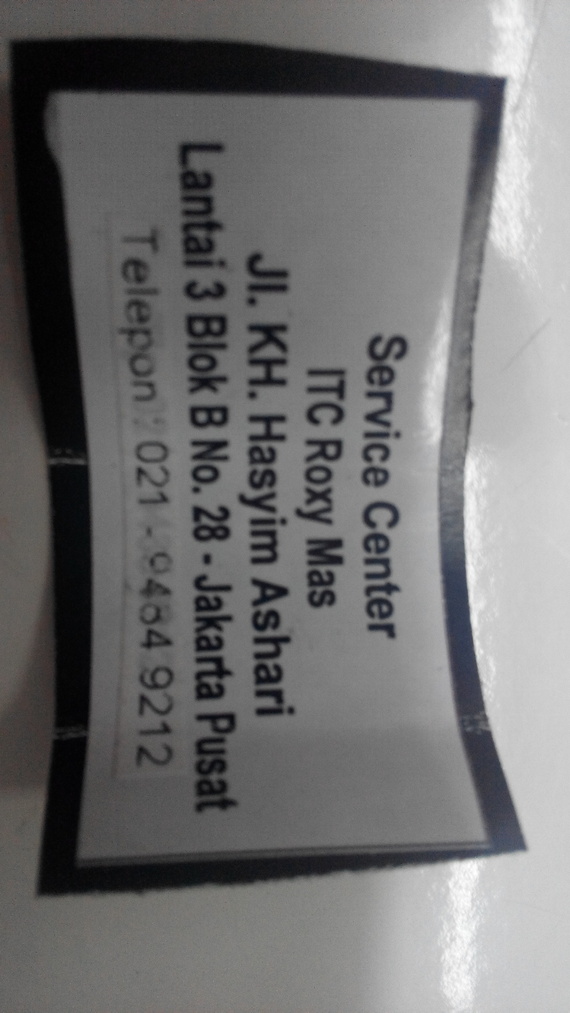 Service Center
ITC Roxy Mas
Jl. KH. Hasyim Ashari
Lantai 3 Blok B No. 28 - Jakarta Pusat
Telepon : 021 - 9484 9212